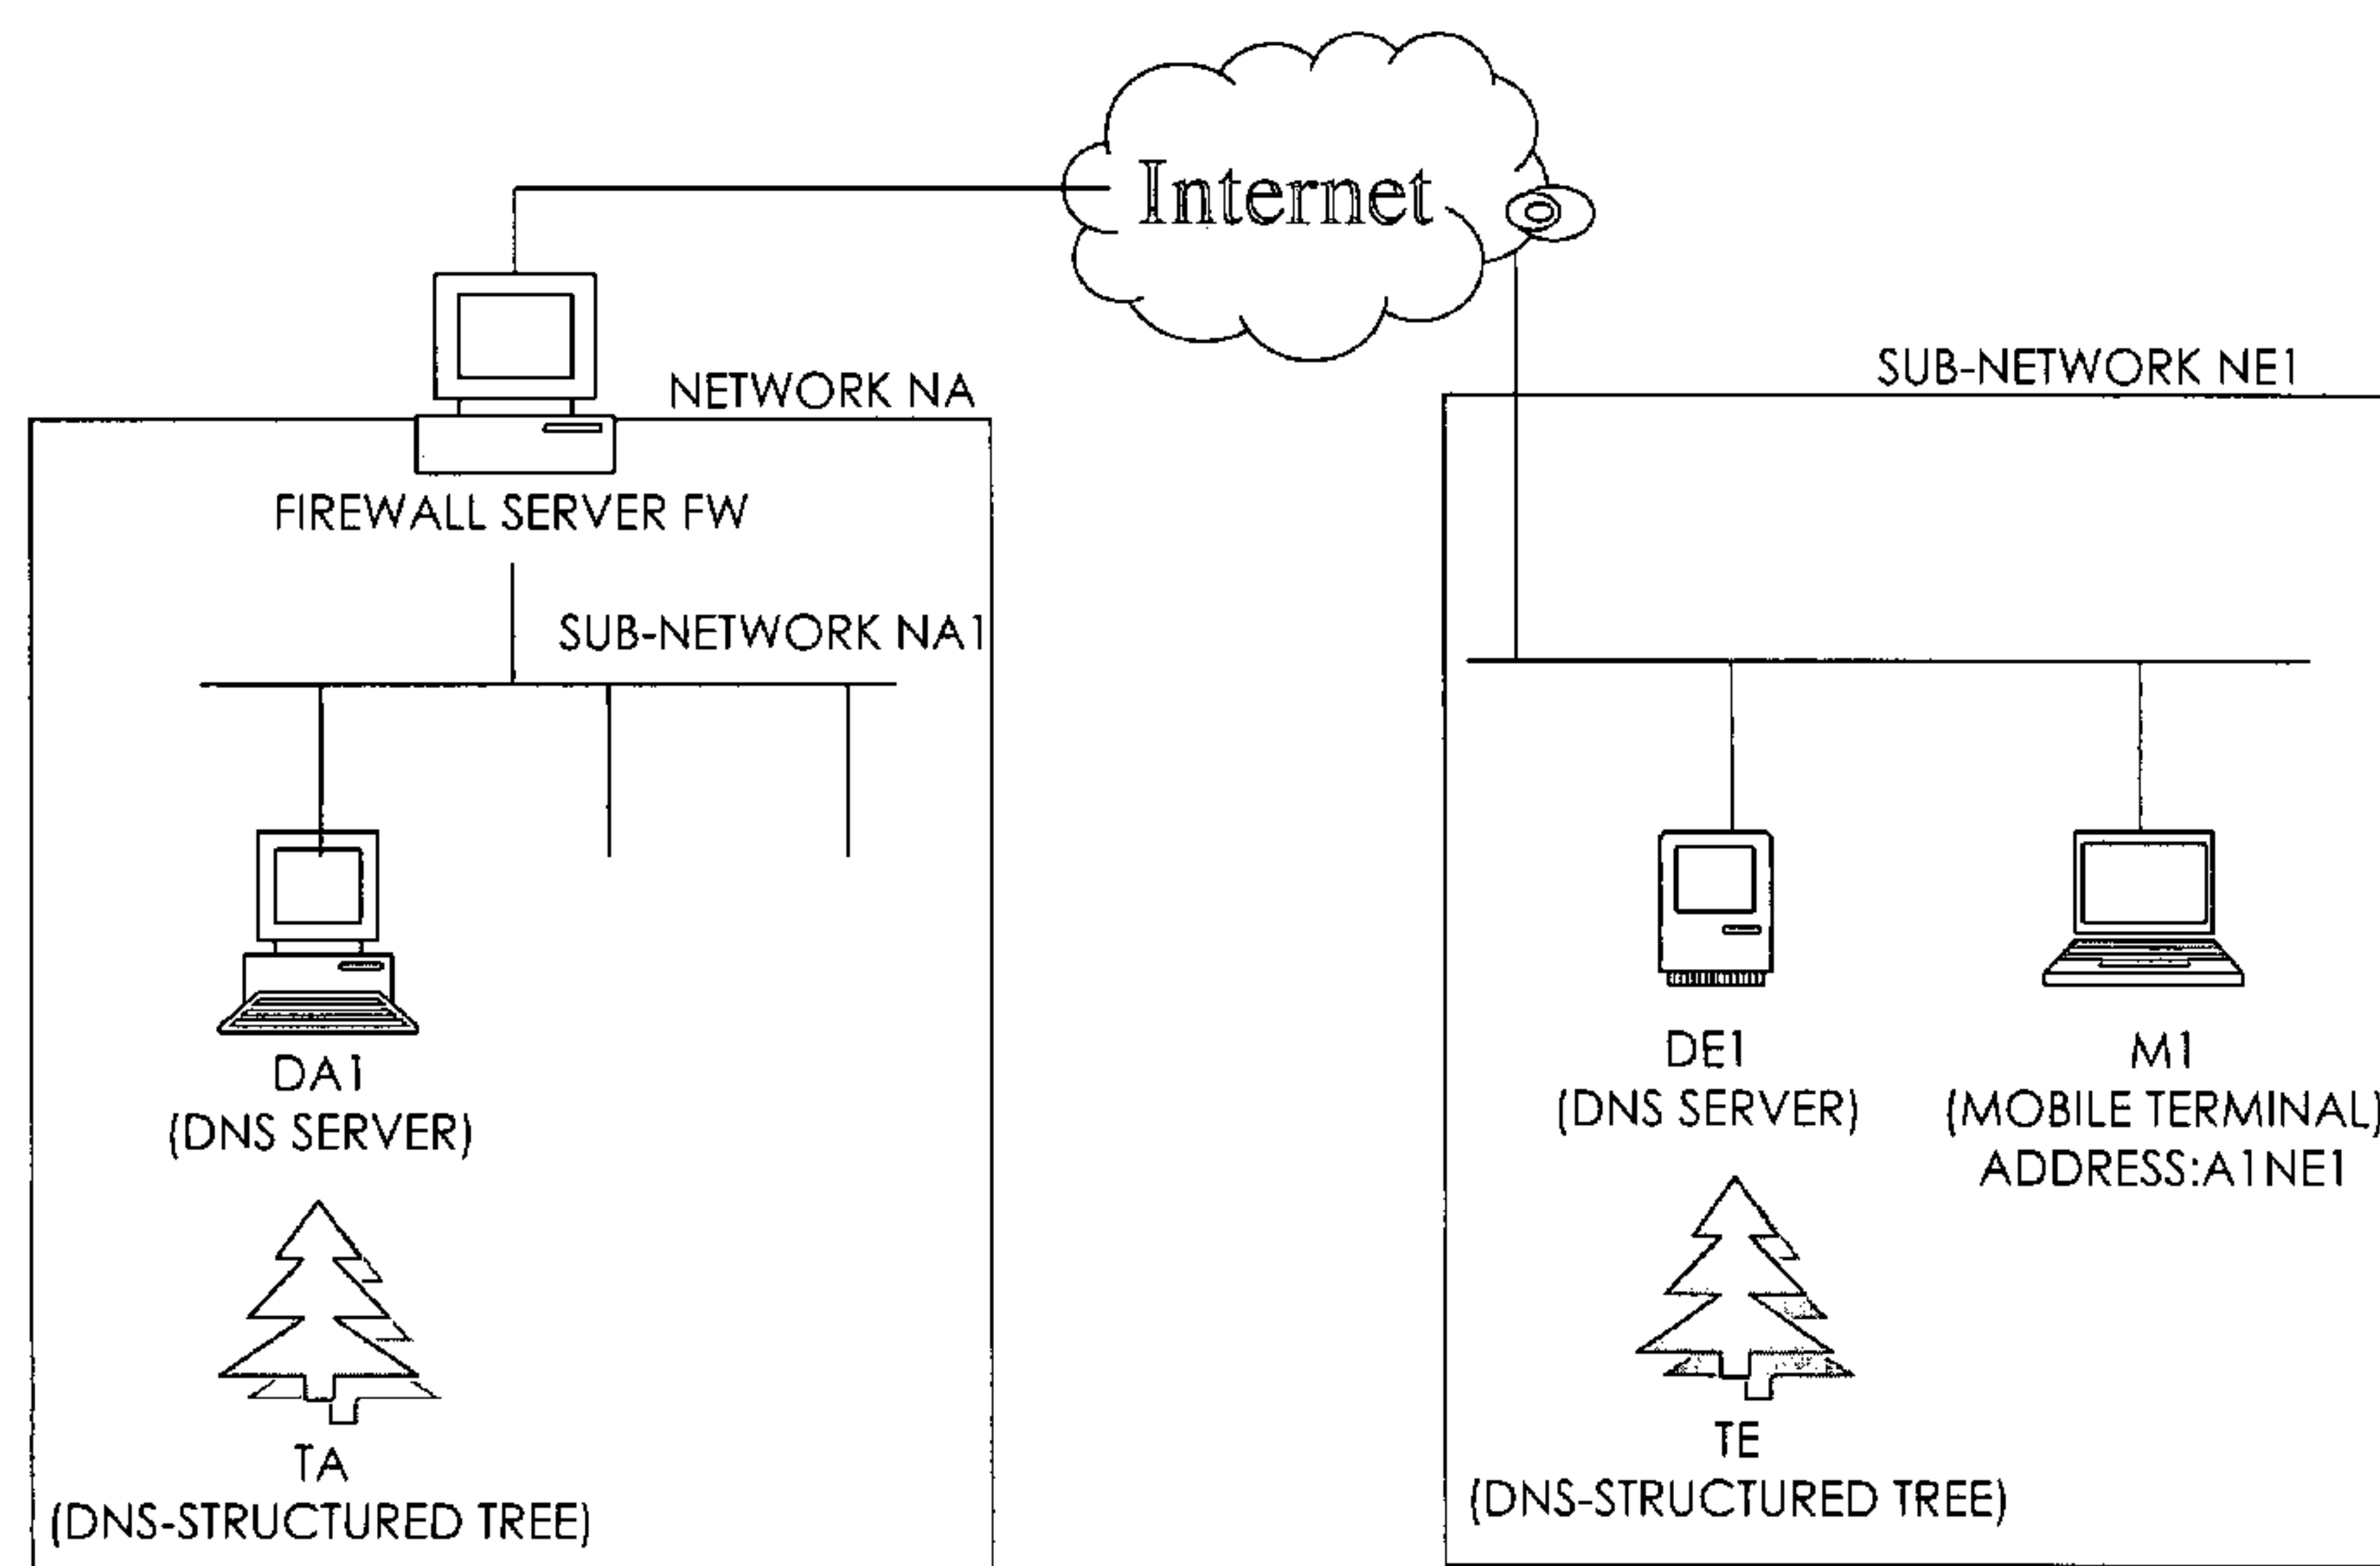 Internet
NETWORK NA
SUB-NETWORK NE1
FIREWALL SERVER FW
SUB-NETWORK NA1
DA1
(DNS SERVER)
TA
(DNS-STRUCTURED TREE)
DE1
(DNS SERVER)
M1
(MOBILE TERMINAL)
ADDRESS:A1NE1
TE
(DNS-STRUCTURED TREE)